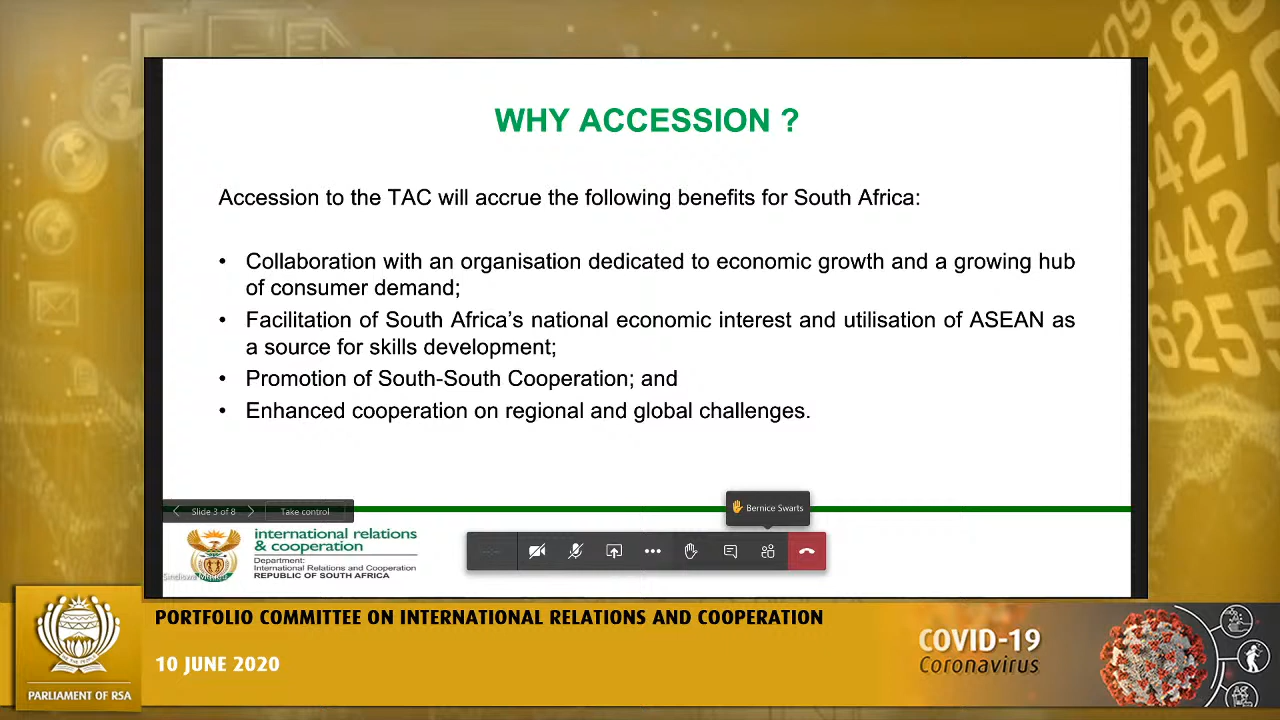 WHY ACCESSION ?
Accession to the TAC will accrue the following benefits for South Africa:
• Collaboration with an organisation dedicated to economic growth and a growing hub
of consumer demand;
• Facilitation of South Africa's national economic interest and utilisation of ASEAN as
a source for skills development;
• Promotion of South-South Cooperation; and
• Enhanced cooperation on regional and global challenges.
Slide 3 of 8
Take control
Bernice Swarts
international relations
& cooperation
Department:
International Relations and Cooperation
REPUBLIC OF SOUTH AFRICA
PORTFOLIO COMMITTEE ON INTERNATIONAL RELATIONS AND COOPERATION
10 JUNE 2020
PARLIAMENT OF RSA
COVID-19
Coronavirus